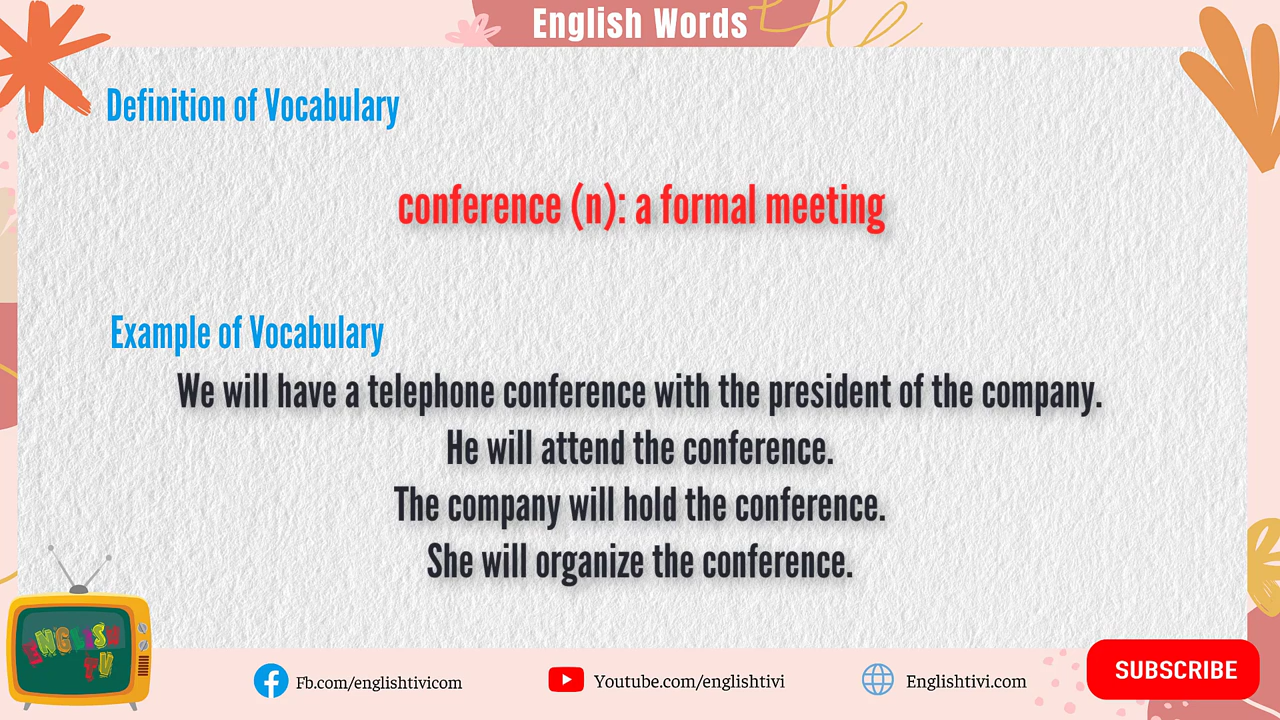 English Words
Definition of Vocabulary
conference (n): a formal meeting
Example of Vocabulary
We will have a telephone conference with the president of the company.
He will attend the conference.
The company will hold the conference.
She will organize the conference.
ENGLISH
TV
Fb.com/englishtivicom
Youtube.com/englishtivi
Englishtivi.com
SUBSCRIBE